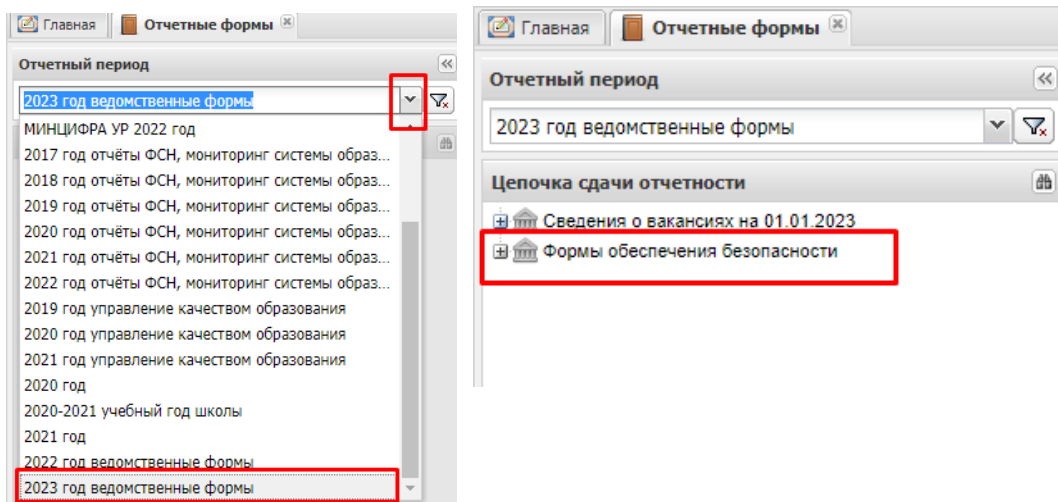 Главная
Отчетные формы
Отчетный период
2023 год ведомственные формы
МИНЦИФРА УР 2022 год
2017 год отчёты ФСН, мониторинг системы образ...
2018 год отчёты ФСН, мониторинг системы образ...
2019 год отчёты ФСН, мониторинг системы образ...
2020 год отчёты ФСН, мониторинг системы образ...
2021 год отчёты ФСН, мониторинг системы образ...
2022 год отчёты ФСН, мониторинг системы образ...
2019 год управление качеством образования
2020 год управление качеством образования
2021 год управление качеством образования
2020 год
2020-2021 учебный год школы
2021 год
2022 год ведомственные формы
2023 год ведомственные формы
Главная
Отчетные формы
Отчетный период
2023 год ведомственные формы
Цепочка сдачи отчетности
Сведения о вакансиях на 01.01.2023
Формы обеспечения безопасности